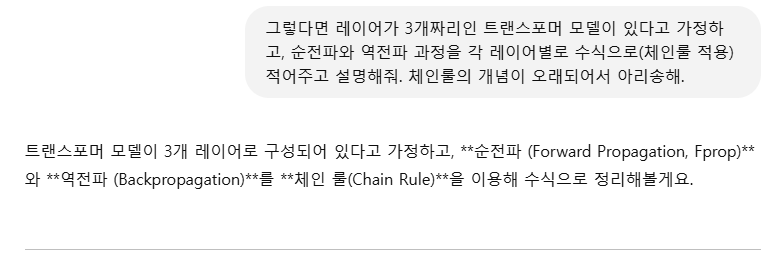 그렇다면 레이어가 3개짜리인 트랜스포머 모델이 있다고 가정하
고, 순전파와 역전파 과정을 각 레이어별로 수식으로(체인룰 적용)
적어주고 설명해줘. 체인룰의 개념이 오래되어서 아리송해.
트랜스포머 모델이 3개 레이어로 구성되어 있다고 가정하고, **순전파 (Forward Propagation, Fprop)**
와 **역전파 (Backpropagation)**를 **체인 룰(Chain Rule)**을 이용해 수식으로 정리해볼게요.